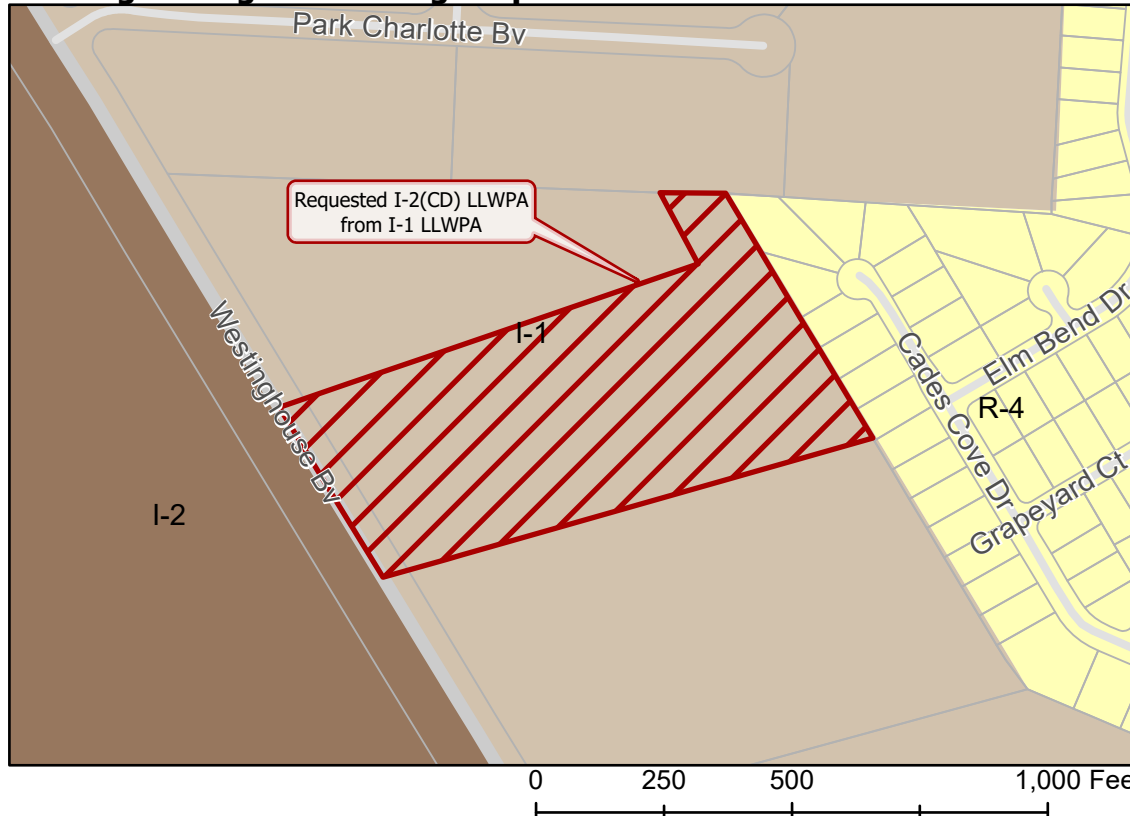 Park Charlotte Bv
Requested I-2(CD) LLWPA
from I-1 LLWPA
I-1
Westinghouse Bv
Elm Bend Dr
Cades Cove Dr
R-4
Grapeyard Ct
I-2
0 250 500 1,000 Fee